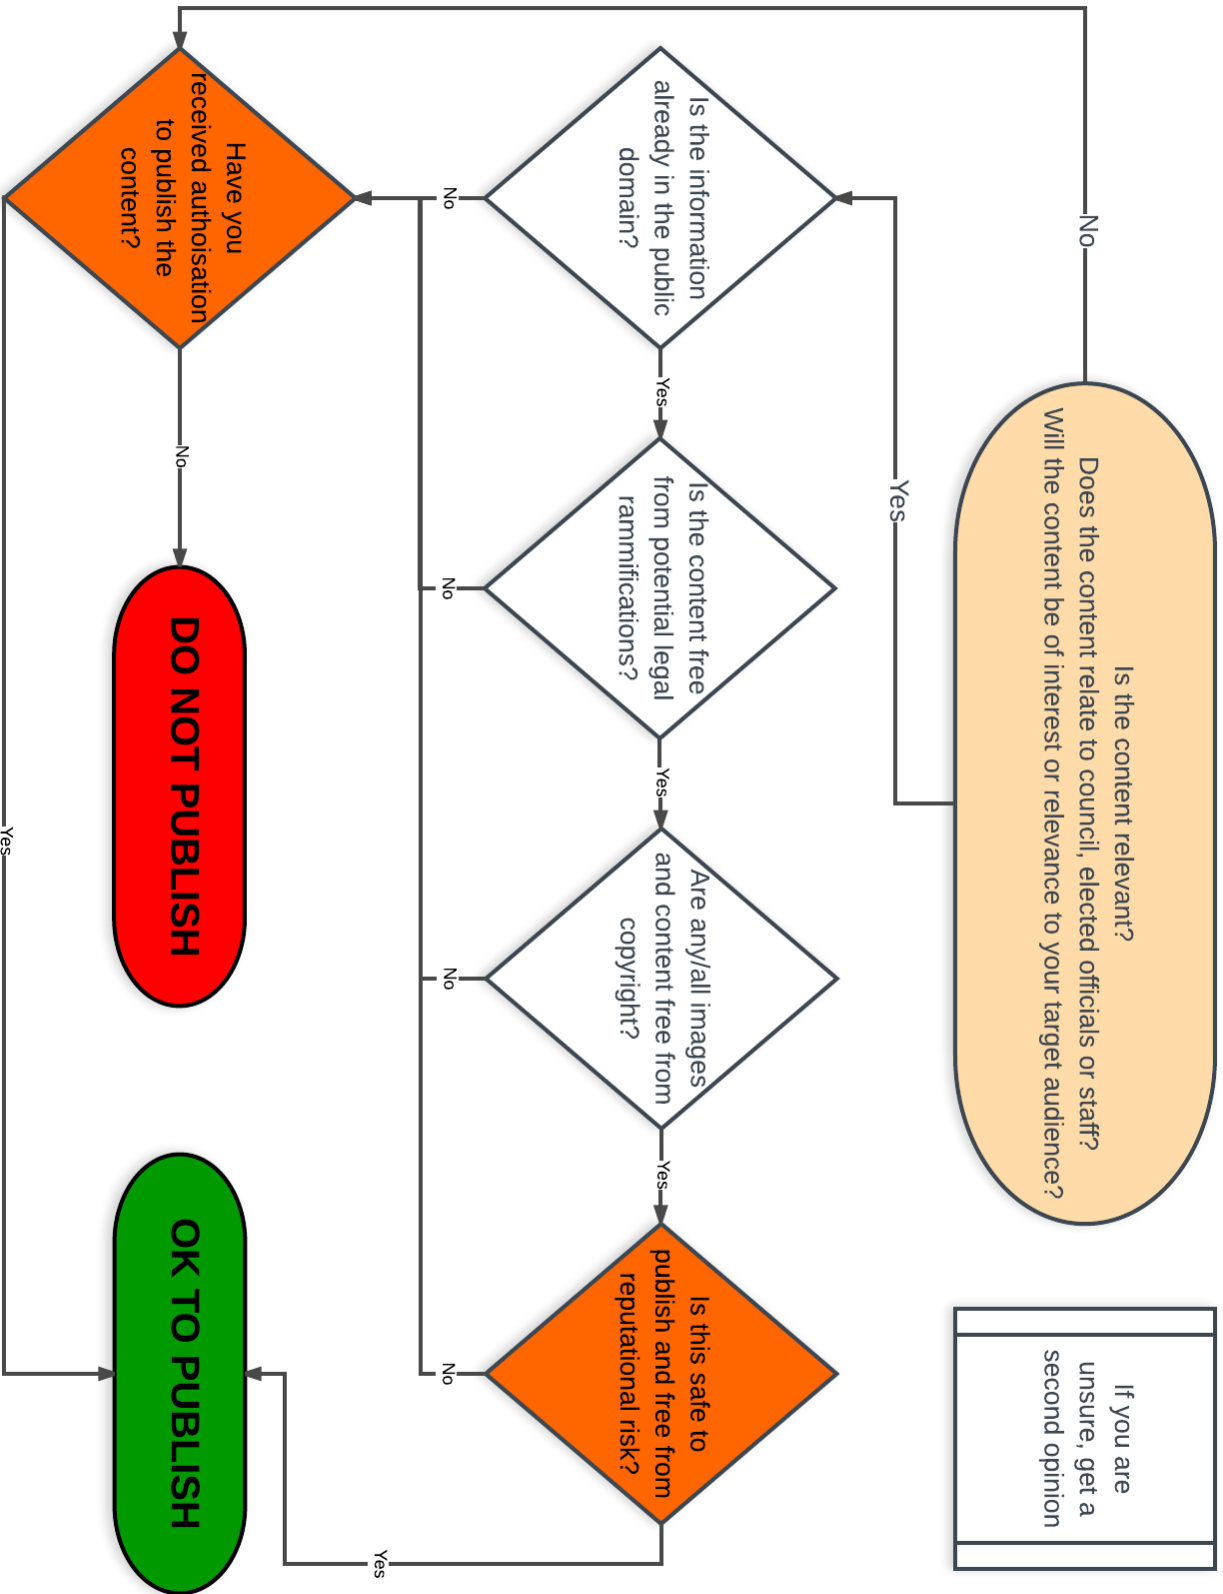 Is the content relevant?
Does the content relate to council, elected officials or staff?
Will the content be of interest or relevance to your target audience?
If you are
unsure, get a
second opinion
No
Yes
Is the information
already in the public
domain?
Yes
Is the content free
from potential legal
rammifications?
Yes
Are any/all images
and content free from
copyright?
Yes
Is this safe to
publish and free from
reputational risk?
No
No
No
No
Yes
Have you
received authoisation
to publish the
content?
No
DO NOT PUBLISH
OK TO PUBLISH
Yes